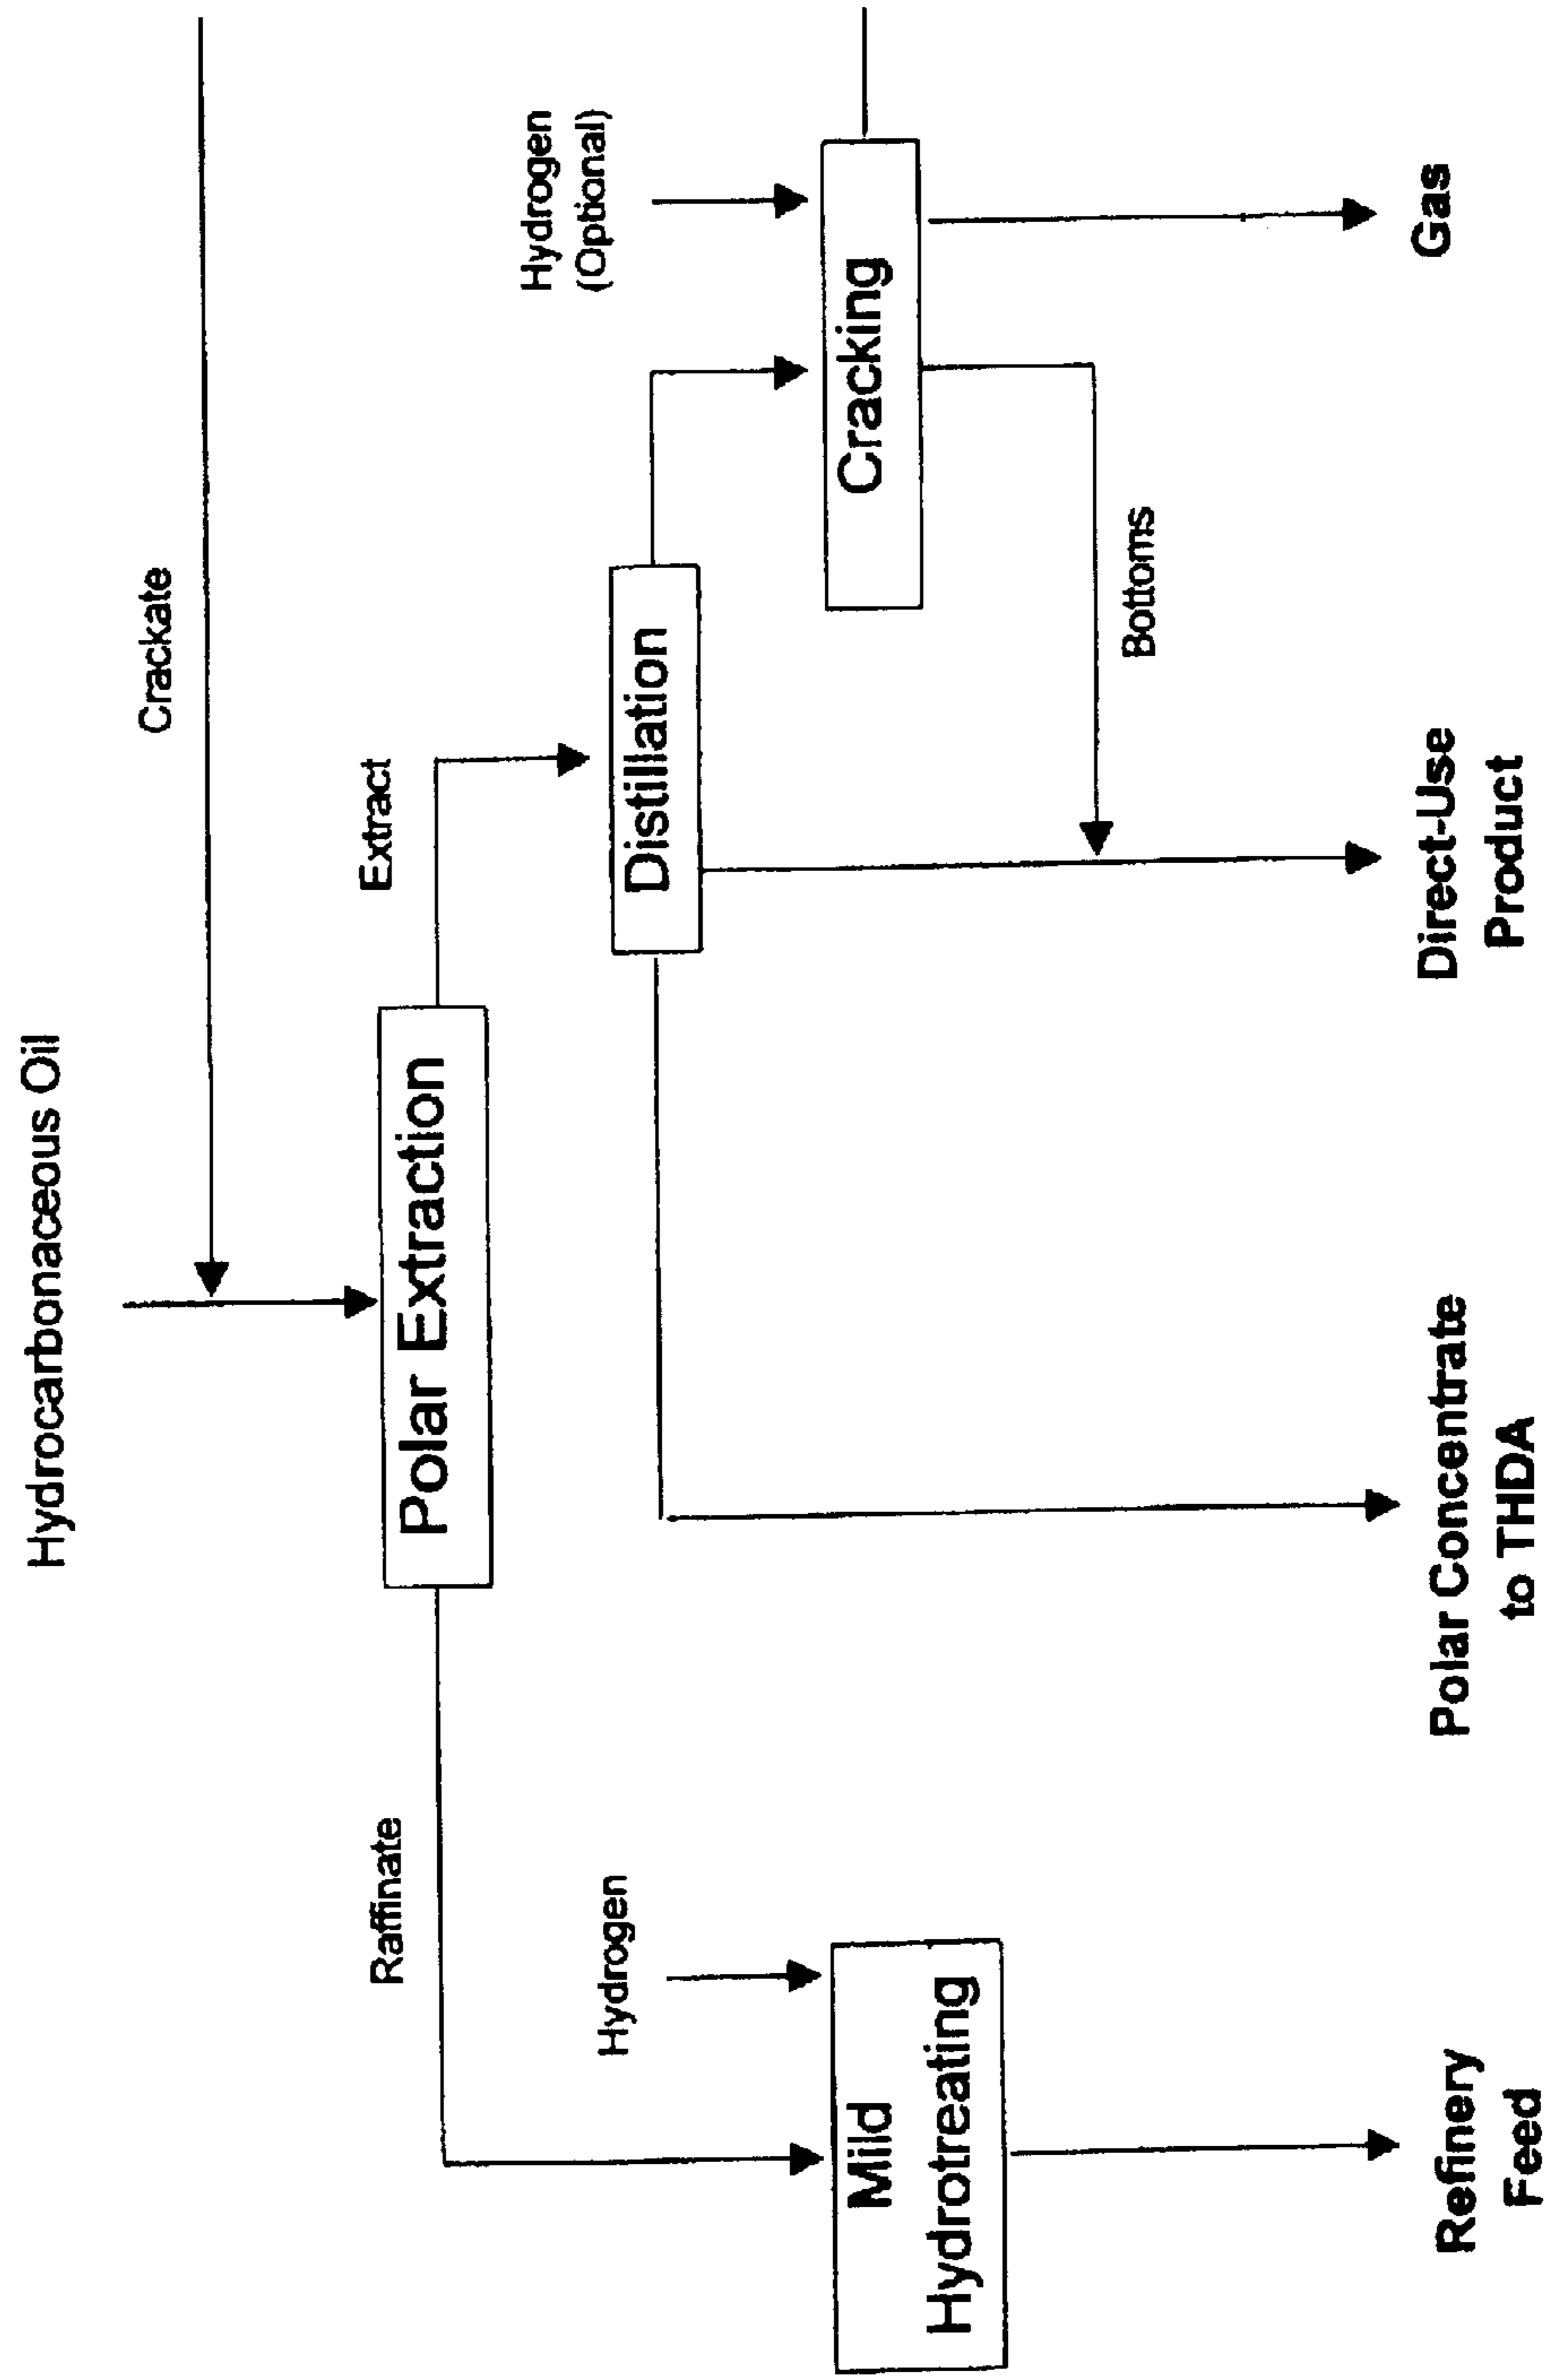 Hydrocarbonaceous Oil
Crackate
Extract
Raffinate
Polar Extraction
Hydrogen
(Optional)
Hydrogen
Distillation
Cracking
Mild
Hydrotreating
Bottoms
Refinery
Feed
Polar Concentrate
to THDA
Direct-Use
Product
Gas